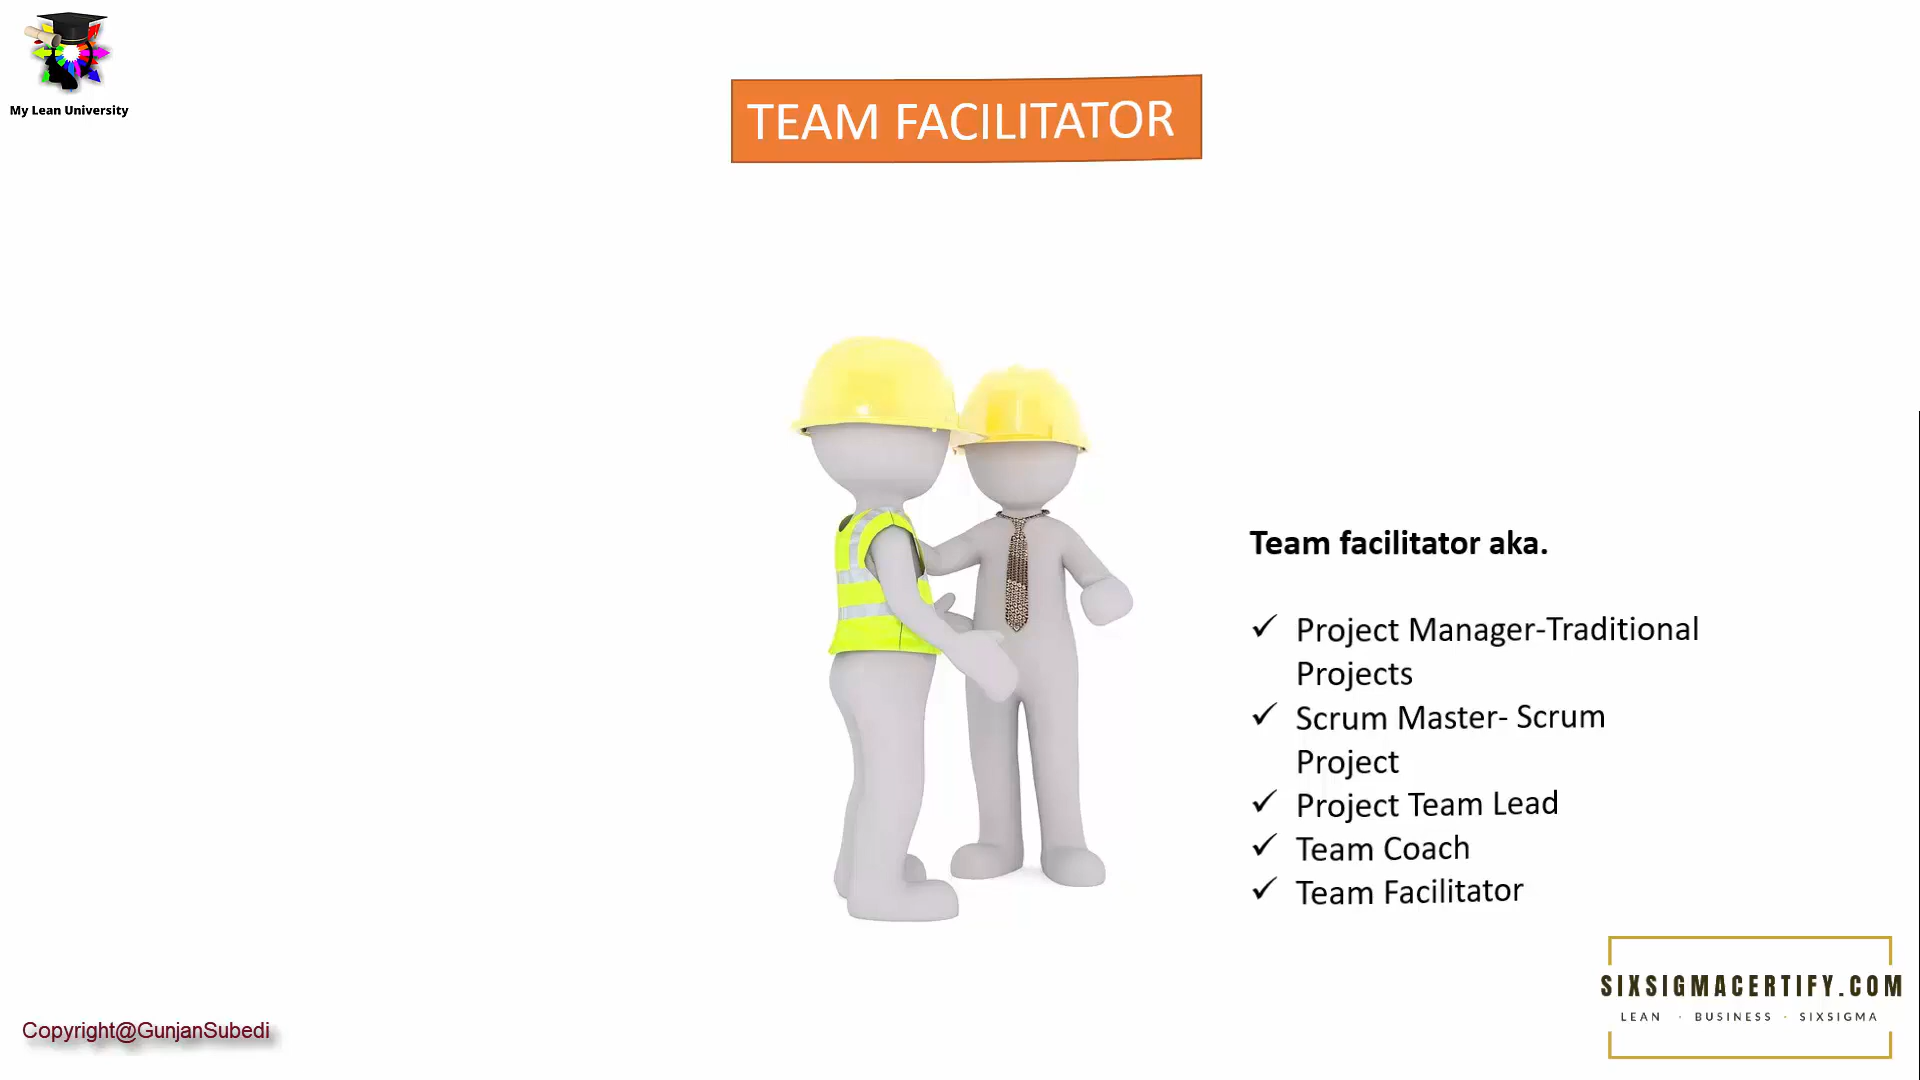 My Lean University
TEAM FACILITATOR
Team facilitator aka.
✓ Project Manager-Traditional
Projects
✓ Scrum Master- Scrum
Project
✓ Project Team Lead
✓ Team Coach
✓ Team Facilitator
SIXSIGMACERTIFY.COM
LEAN · BUSINESS · SIXSIGMA
Copyright@GunjanSubedi